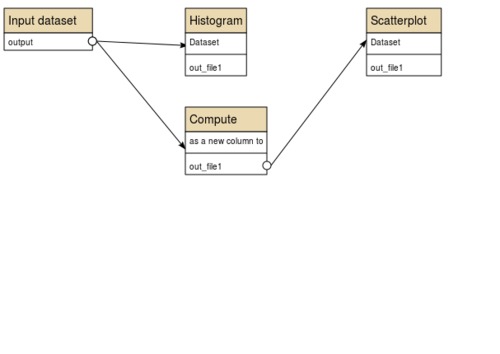 Input dataset
output
Histogram
Dataset
out_file1
Compute
as a new column to
out_file1
Scatterplot
Dataset
out_file1